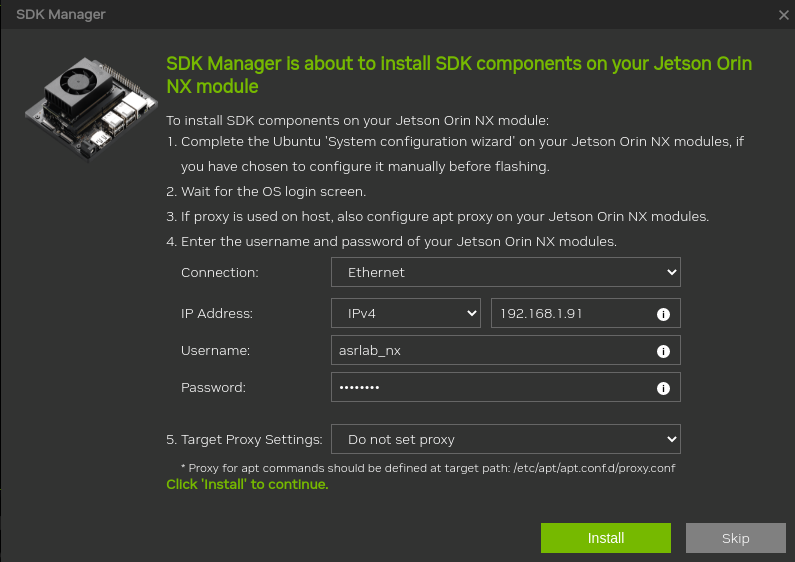 SDK Manager
SDK Manager is about to install SDK components on your Jetson Orin
NX module
To install SDK components on your Jetson Orin NX module:
1. Complete the Ubuntu 'System configuration wizard' on your Jetson Orin NX modules, if
you have chosen to configure it manually before flashing.
2. Wait for the OS login screen.
3. If proxy is used on host, also configure apt proxy on your Jetson Orin NX modules.
4. Enter the username and password of your Jetson Orin NX modules.
Connection: Ethernet
IP Address: IPv4 192.168.1.91
Username: asrlab_nx
Password: ••••••••
5. Target Proxy Settings: Do not set proxy
* Proxy for apt commands should be defined at target path: /etc/apt/apt.conf.d/proxy.conf
Click 'Install' to continue.
Install Skip